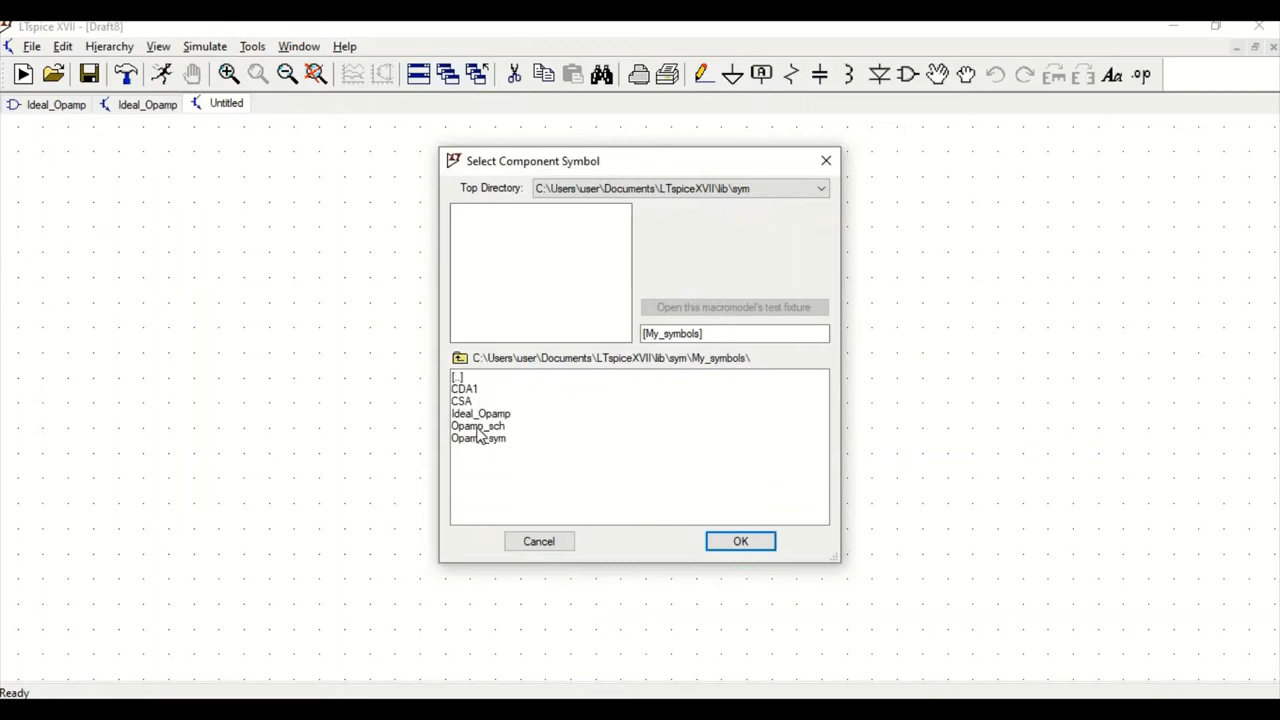 LTspice XVII - [Draft8]
File Edit Hierarchy View Simulate Tools Window Help
Aa .op
Ideal_Opamp Ideal_Opamp Untitled
Select Component Symbol
Top Directory: C:\Users\user\Documents\LTspiceXVII\lib\sym
Open this macromodel's test fixture
[My_symbols]
C:\Users\user\Documents\LTspiceXVII\lib\sym\My_symbols\
[..]
CDA1
CSA
Ideal_Opamp
Opamp_sch
Opamp_sym
Cancel OK
Ready